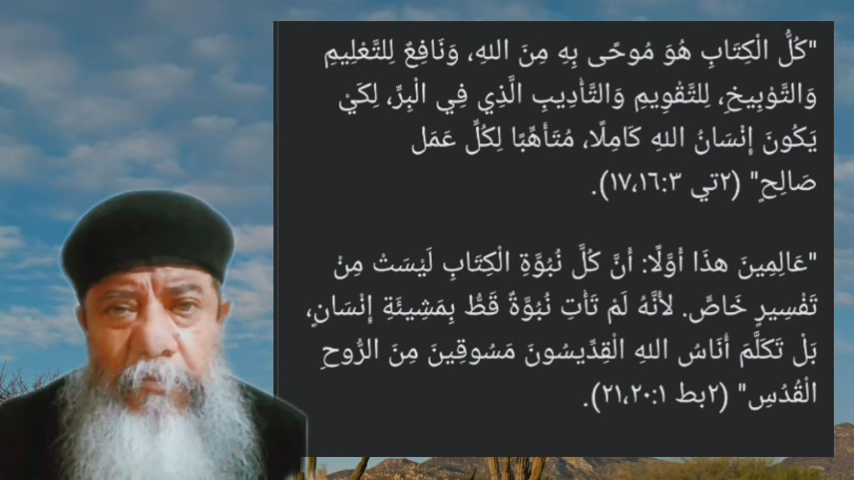 "كُلُّ الْكِتَابِ هُوَ مُوحًى بِهِ مِنَ اللهِ، وَنَافِعٌ لِلتَّعْلِيمِ
وَالتَّوْبِيخِ، لِلتَّقْوِيمِ وَالتَّأْدِيبِ الَّذِي فِي الْبِرِّ، لِكَيْ
يَكُونَ إِنْسَانُ اللهِ كَامِلًا، مُتَأَهِّبًا لِكُلِّ عَمَل
صَالِحٍ" (٢تي ١٧،١٦:٣).
"عَالِمِينَ هذَا أَوَّلًا: أَنَّ كُلَّ نُبُوَّةِ الْكِتَابِ لَيْسَتْ مِنْ
تَفْسِيرٍ خَاصٍّ. لأَنَّهُ لَمْ تَأْتِ نُبُوَّةٌ قَطُّ بِمَشِيئَةِ إِنْسَانٍ،
بَلْ تَكَلَّمَ أُنَاسُ اللهِ الْقِدِّيسُونَ مَسُوقِينَ مِنَ الرُّوحِ
الْقُدُسِ" (٢بط ٢١،٢٠:١).